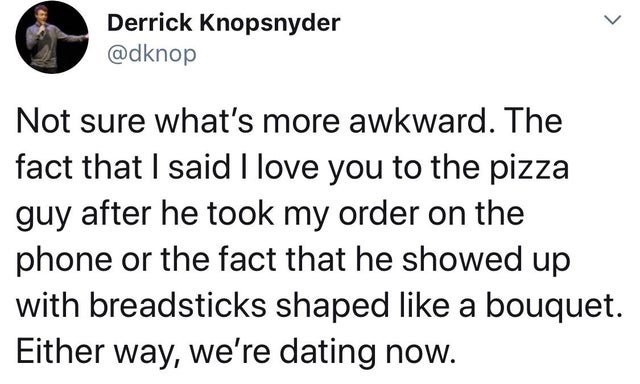 Derrick Knopsnyder
@dknop
Not sure what's more awkward. The
fact that I said I love you to the pizza
guy after he took my order on the
phone or the fact that he showed up
with breadsticks shaped like a bouquet.
Either way, we're dating now.